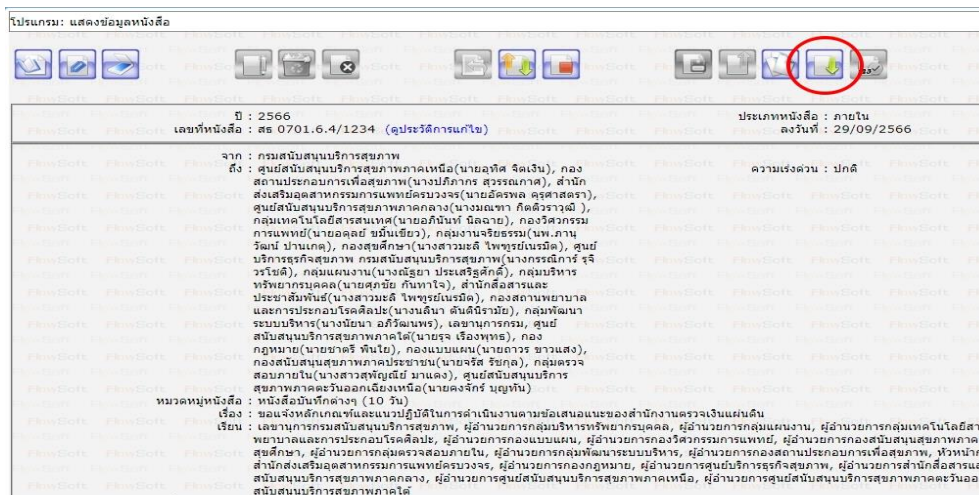 โปรแกรม: แสดงข้อมูลหนังสือ
ปี : 2566
ประเภทหนังสือ : ภายใน
เลขที่หนังสือ : สธ 0701.6.4/1234 (ดูประวัติการแก้ไข)
ลงวันที่ : 29/09/2566
จาก : กรมสนับสนุนบริการสุขภาพ
ถึง : ศูนย์สนับสนุนบริการสุขภาพภาคเหนือ(นายอุทิศ จิตเงิน), กอง
ความเร่งด่วน : ปกติ
สถานประกอบการเพื่อสุขภาพ(นางปภิภากร สุวรรณกาศ), สำนัก
ส่งเสริมอุตสาหกรรมการแพทย์ครบวงจร(นายอัครพล คุรุศาสตรา),
ศูนย์สนับสนุนบริการสุขภาพภาคกลาง(นางมณฑา กิตติวราวุฒิ ),
กลุ่มเทคโนโลยีสารสนเทศ(นายอภินันท์ นิลฉาย), กองวิศวกรรม
การแพทย์(นายอดุลย์ ขมิ้นเขียว), กลุ่มงานจริยธรรม(นพ.ภานุ
วัฒน์ ปานเกตุ), กองสุขศึกษา(นางสาวมะลิ ไพฑูรย์เนรมิต), ศูนย์
บริการธุรกิจสุขภาพ กรมสนับสนุนบริการสุขภาพ(นางกรรณิการ์ รุจิ
วรโชติ), กลุ่มแผนงาน(นางณัฐยา ประเสริฐศักดิ์), กลุ่มบริหาร
ทรัพยากรบุคคล(นายศุภชัย กันทาใจ), สำนักสื่อสารและ
ประชาสัมพันธ์(นางสาวมะลิ ไพฑูรย์เนรมิต), กองสถานพยาบาล
และการประกอบโรคศิลปะ(นางนลินา ตันตินิรามัย), กลุ่มพัฒนา
ระบบบริหาร(นางนัยนา อภิวัฒนพร), เลขานุการกรม, ศูนย์
สนับสนุนบริการสุขภาพภาคใต้(นายรุจ เรืองพุทธ), กอง
กฎหมาย(นายชาตรี พินใย), กองแบบแผน(นายถาวร ขาวแสง),
กองสนับสนุนสุขภาพภาคประชาชน(นายจรัส รัชกุล), กลุ่มตรวจ
สอบภายใน(นางสาวสุพัญณีย์ มาแดง), ศูนย์สนับสนุนบริการ
สุขภาพภาคตะวันออกเฉียงเหนือ(นายคงจักร์ บุญทัน)
หมวดหมู่หนังสือ : หนังสือบันทึกต่างๆ (10 วัน)
เรื่อง : ขอแจ้งหลักเกณฑ์และแนวปฏิบัติในการดำเนินงานตามข้อเสนอแนะของสำนักงานตรวจเงินแผ่นดิน
เรียน : เลขานุการกรมสนับสนุนบริการสุขภาพ, ผู้อำนวยการกลุ่มบริหารทรัพยากรบุคคล, ผู้อำนวยการกลุ่มแผนงาน, ผู้อำนวยการกลุ่มเทคโนโลยีสา
พยาบาลและการประกอบโรคศิลปะ, ผู้อำนวยการกองแบบแผน, ผู้อำนวยการกองวิศวกรรมการแพทย์, ผู้อำนวยการกองสนับสนุนสุขภาพภาค
สุขศึกษา, ผู้อำนวยการกลุ่มตรวจสอบภายใน, ผู้อำนวยการกลุ่มพัฒนาระบบบริหาร, ผู้อำนวยการกองสถานประกอบการเพื่อสุขภาพ, หัวหน้าก
สำนักส่งเสริมอุตสาหกรรมการแพทย์ครบวงจร, ผู้อำนวยการกองกฎหมาย, ผู้อำนวยการศูนย์บริการธุรกิจสุขภาพ, ผู้อำนวยการสำนักสื่อสารแล
สนับสนุนบริการสุขภาพภาคกลาง, ผู้อำนวยการศูนย์สนับสนุนบริการสุขภาพภาคเหนือ, ผู้อำนวยการศูนย์สนับสนุนบริการสุขภาพภาคตะวันออ
สนับสนุนบริการสุขภาพภาคใต้